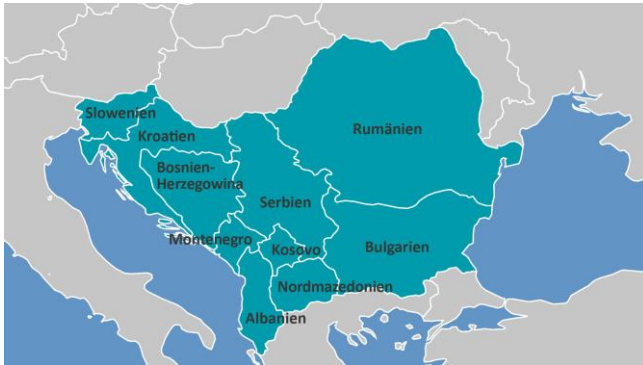 Slowenien
Kroatien
Rumänien
Bosnien-
Herzegowina
Serbien
Montenegro
Kosovo
Bulgarien
Nordmazedonien
Albanien